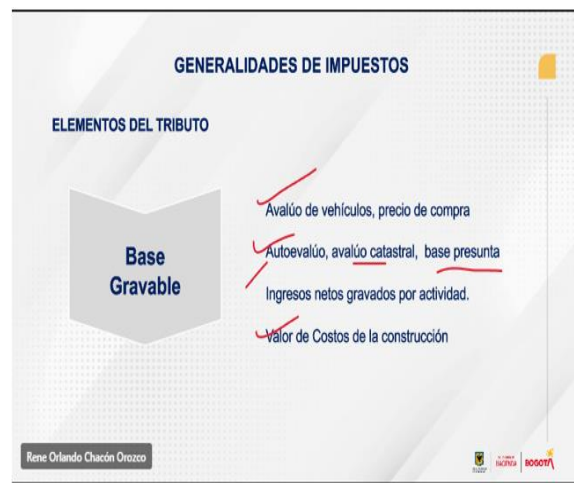 GENERALIDADES DE IMPUESTOS
ELEMENTOS DEL TRIBUTO
Avalúo de vehículos, precio de compra
Base
Gravable
Autoevalúo, avalúo catastral, base presunta
Ingresos netos gravados por actividad.
Valor de Costos de la construcción
Rene Orlando Chacón Orozco
HACIENDA
BOGOTÁ